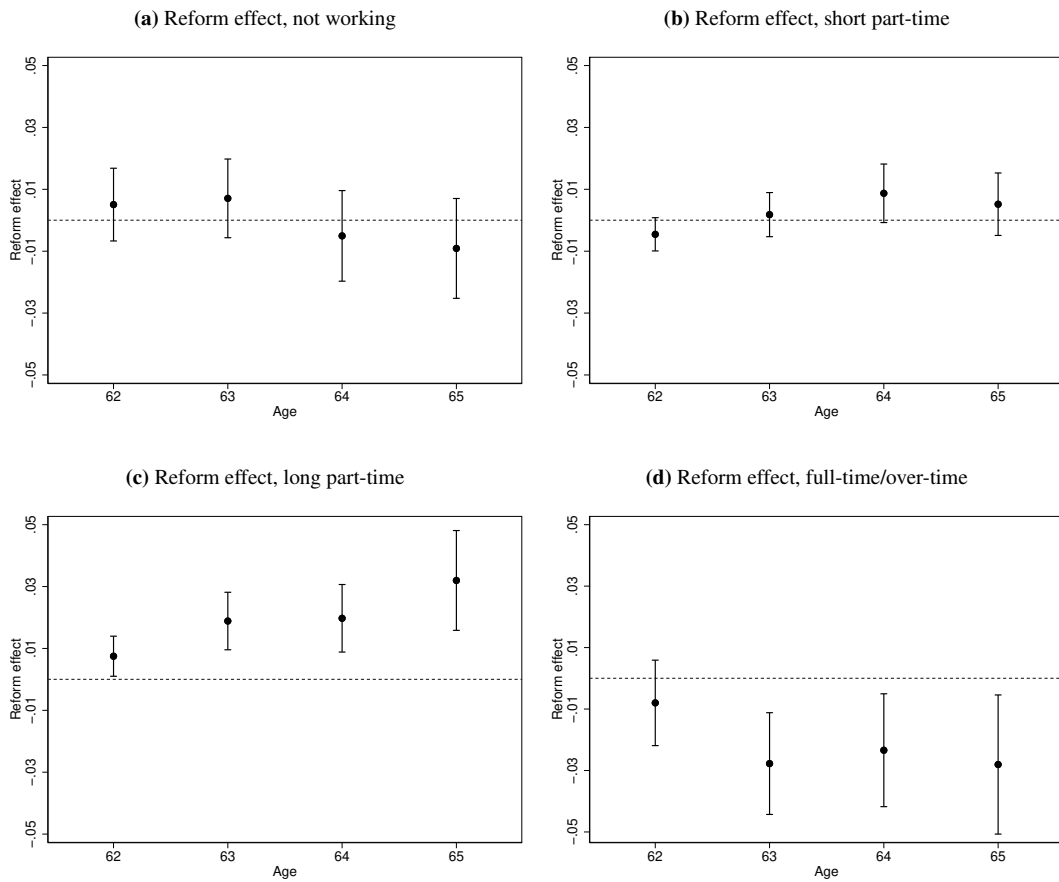 (a) Reform effect, not working
.05
.03
.01
-.01
-.03
-.05
Reform effect
62 63 64 65
Age
(b) Reform effect, short part-time
.05
.03
.01
-.01
-.03
-.05
Reform effect
62 63 64 65
Age
(c) Reform effect, long part-time
.05
.03
.01
-.01
-.03
-.05
Reform effect
62 63 64 65
Age
(d) Reform effect, full-time/over-time
.05
.03
.01
-.01
-.03
-.05
Reform effect
62 63 64 65
Age